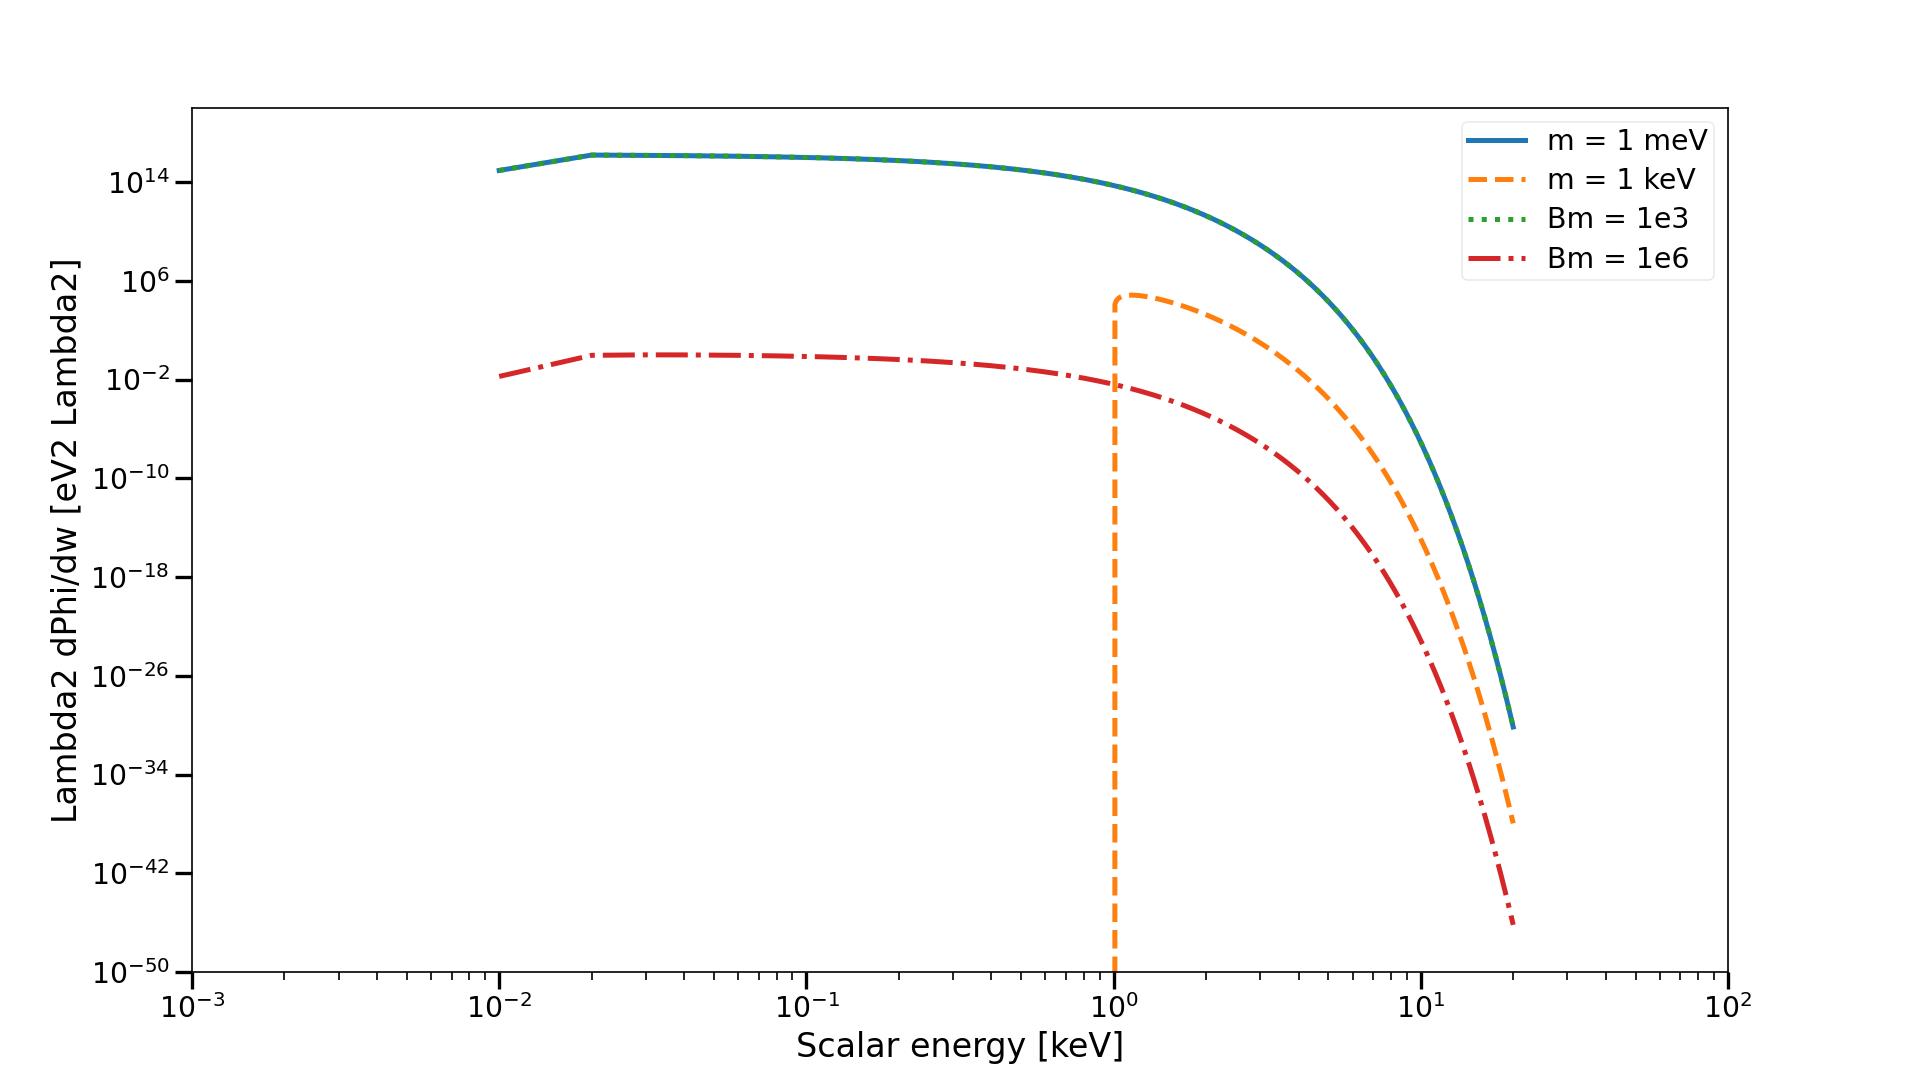 m = 1 meV
m = 1 keV
Bm = 1e3
Bm = 1e6
Lambda2 dPhi/dw [eV2 Lambda2]
10^14
10^6
10^−2
10^−10
10^−18
10^−26
10^−34
10^−42
10^−50
10^−3 10^−2 10^−1 10^0 10^1 10^2
Scalar energy [keV]